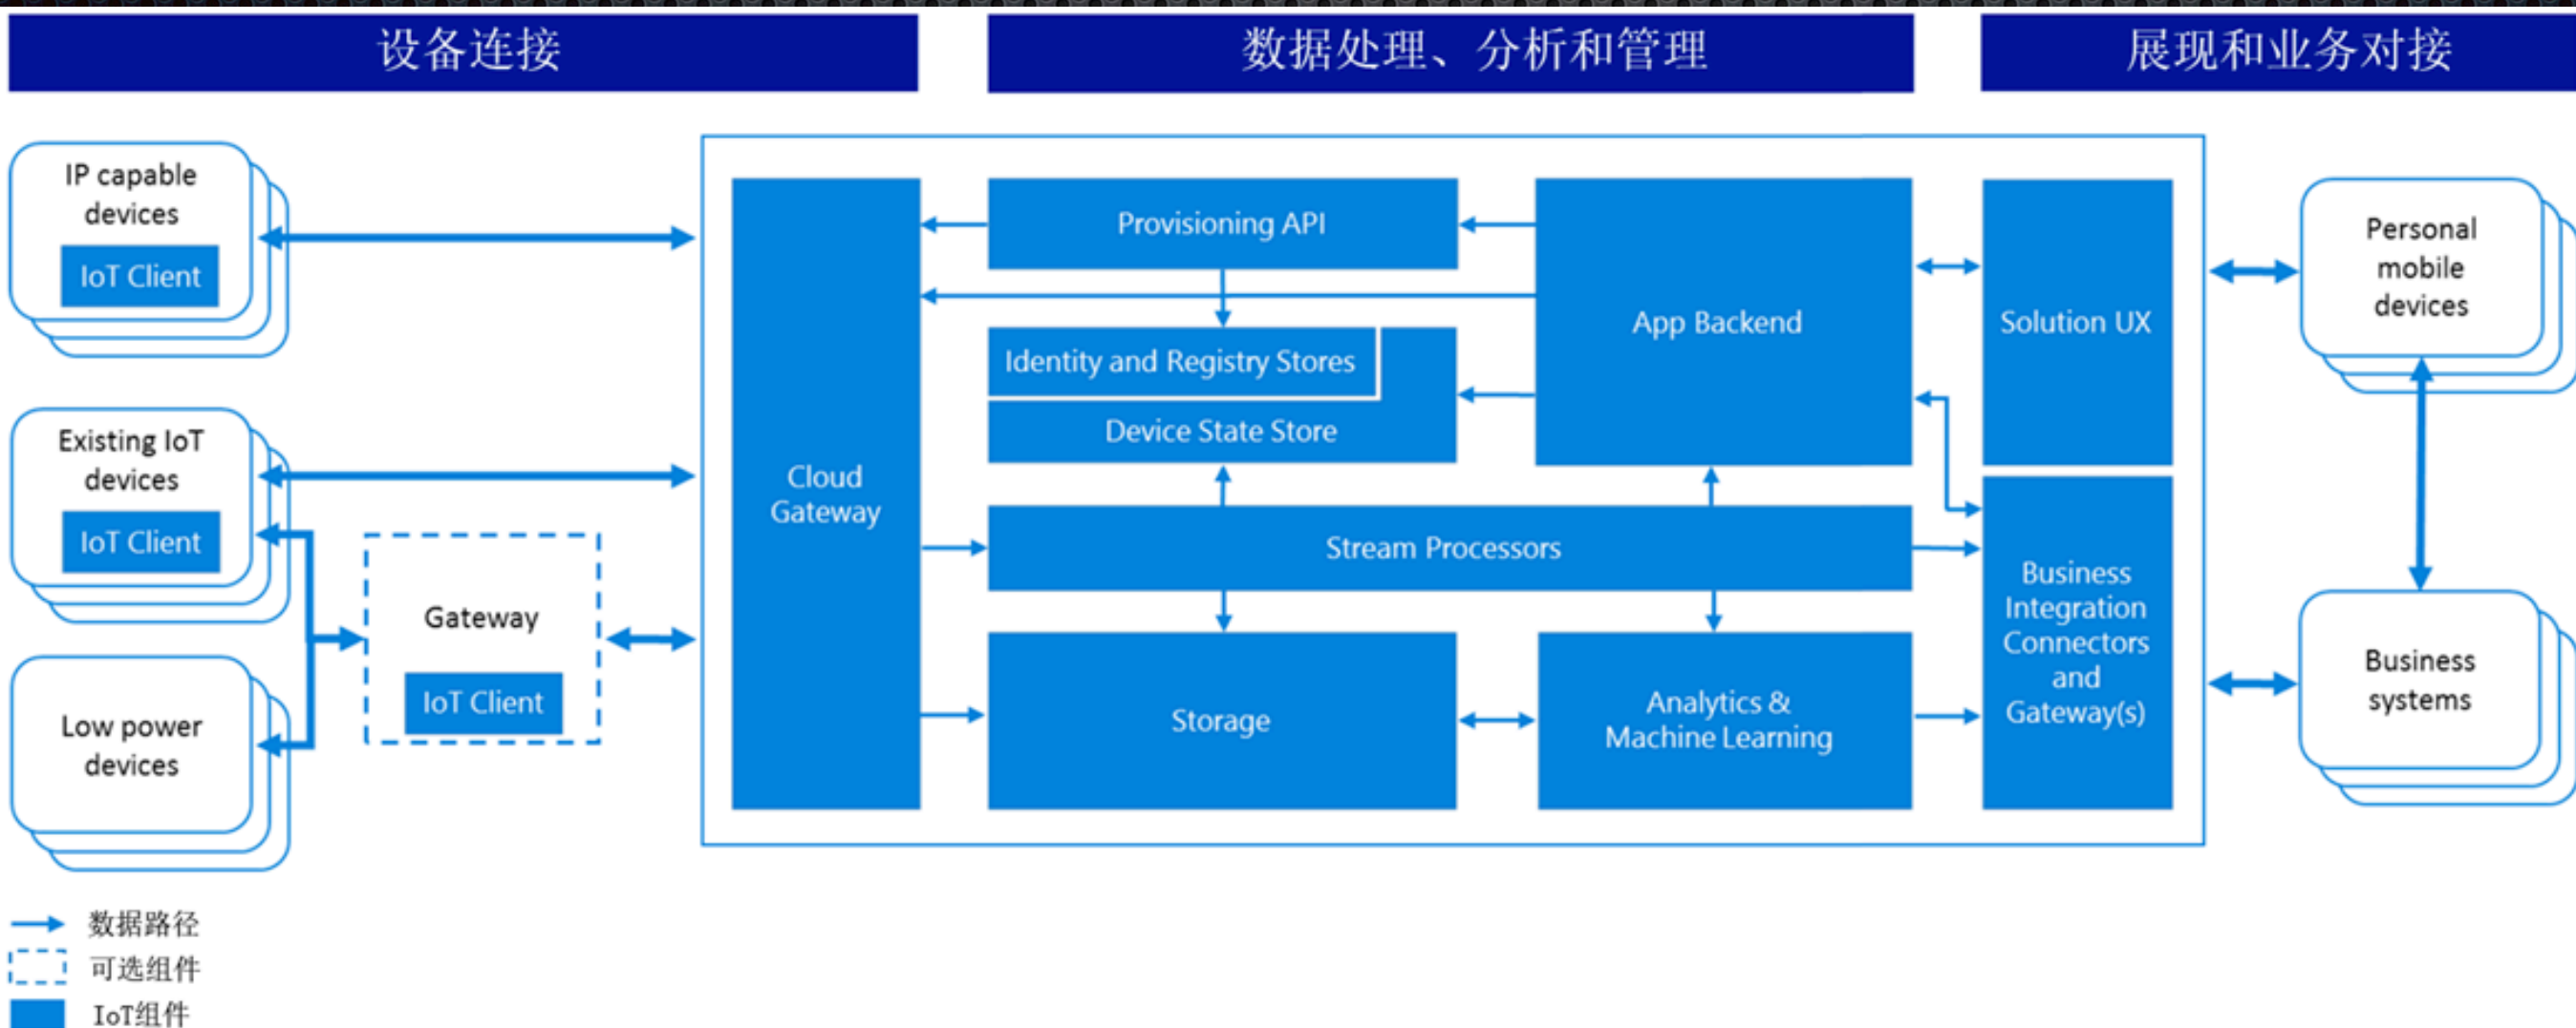 设备连接
数据处理、分析和管理
展现和业务对接
IP capable
devices
IoT Client
Existing IoT
devices
IoT Client
Low power
devices
Gateway
IoT Client
Cloud
Gateway
Provisioning API
Identity and Registry Stores
Device State Store
App Backend
Stream Processors
Storage
Analytics &
Machine Learning
Solution UX
Business
Integration
Connectors
and
Gateway(s)
Personal
mobile
devices
Business
systems
数据路径
可选组件
IoT组件